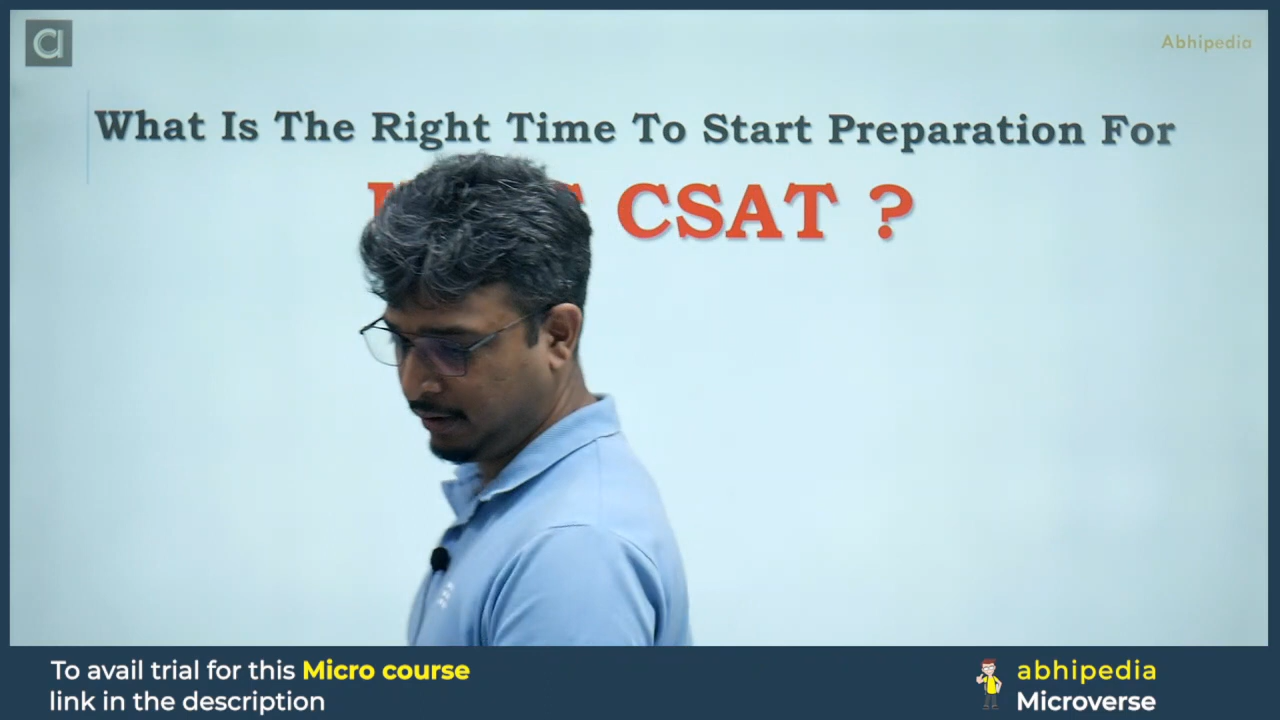 Abhipedia
What Is The Right Time To Start Preparation For
CSAT ?
To avail trial for this Micro course
link in the description
abhipedia
Microverse